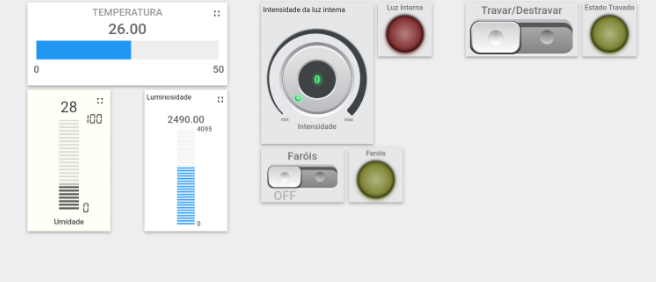 TEMPERATURA
26.00
0
50
28
100
0
Umidade
Luminosidade
2490.00
4095
0
Intensidade da luz interna
0
min
max
Intensidade
Luz Interna
Faróis
OFF
Faróis
Travar/Destravar
Estado Travado